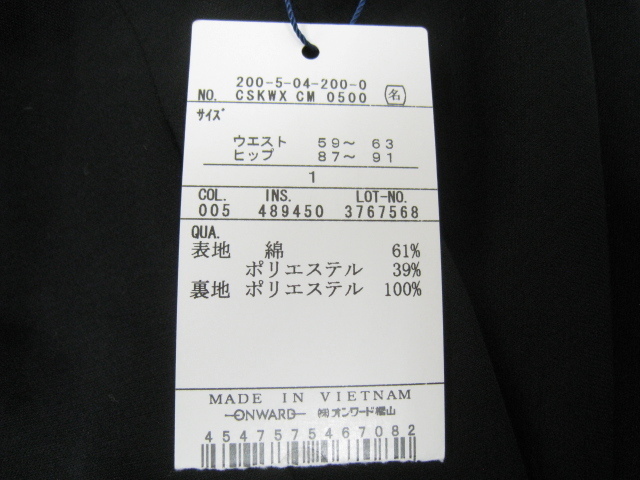 200-5-04-200-0
NO. CSKWX CM 0500 名
サイズ
ウエスト 59～ 63
ヒップ 87～ 91
1
COL. INS. LOT-NO.
005 489450 3767568
QUA.
表地 綿 61%
ポリエステル 39%
裏地 ポリエステル 100%
MADE IN VIETNAM
ONWARD ㈱オンワード樫山
4547575467082